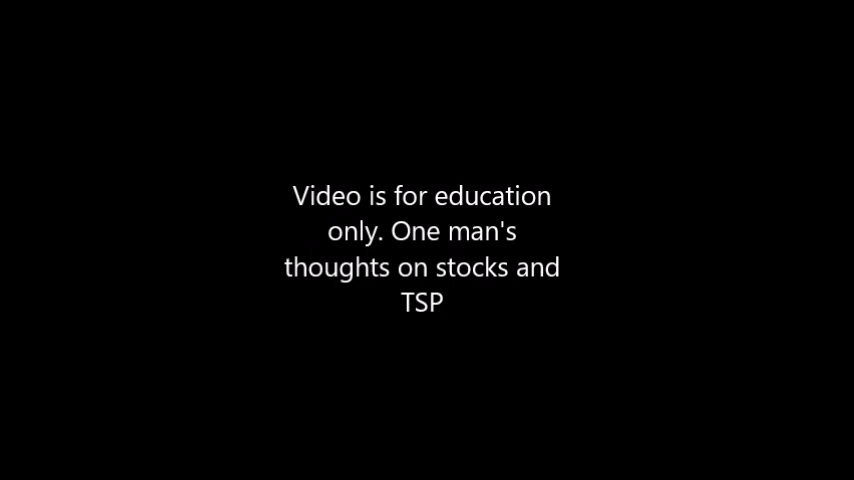 Video is for education
only. One man's
thoughts on stocks and
TSP